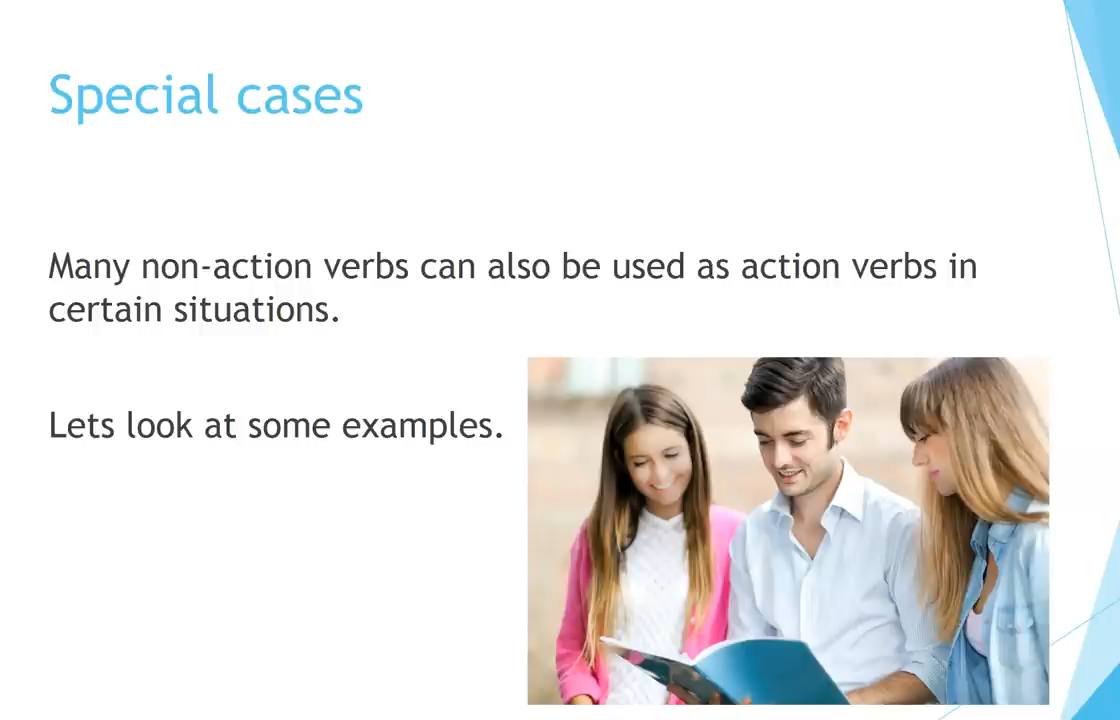 Special cases
Many non-action verbs can also be used as action verbs in
certain situations.
Lets look at some examples.